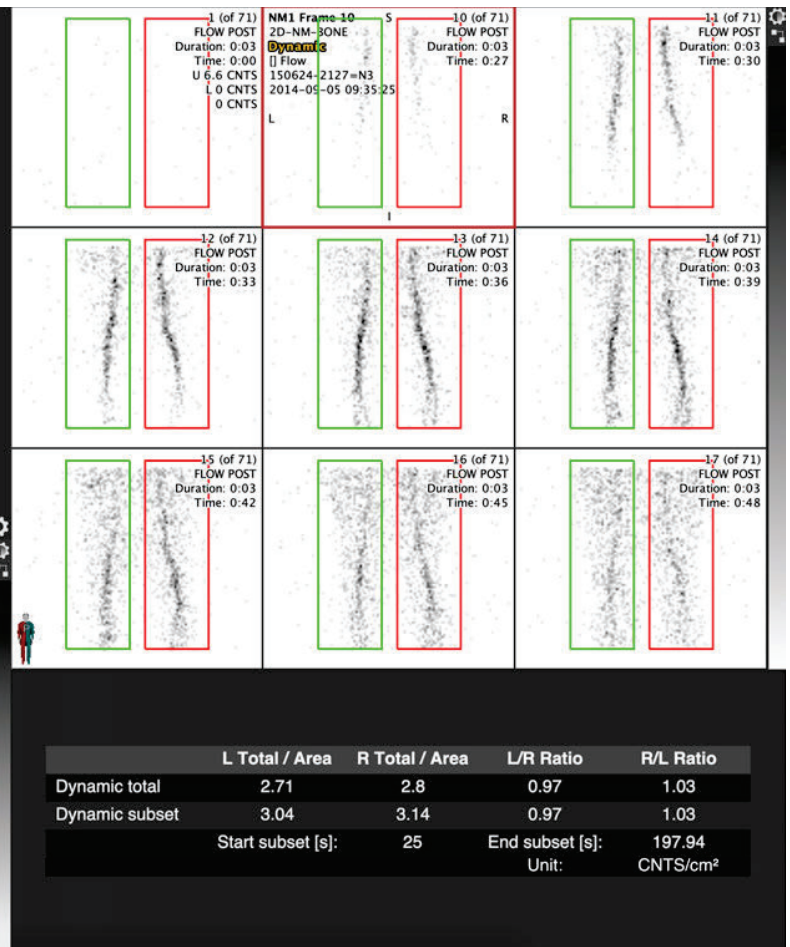 1 (of 71)
FLOW POST
Duration: 0:03
Time: 0:00
U 6.6 CNTS
L 0 CNTS
0 CNTS
NM1 Frame 10
2D-NM-BONE
Dynamic
[] Flow
150624-2127=N3
2014-09-05 09:35:25
S
L
R
I
10 (of 71)
FLOW POST
Duration: 0:03
Time: 0:27
11 (of 71)
FLOW POST
Duration: 0:03
Time: 0:30
12 (of 71)
FLOW POST
Duration: 0:03
Time: 0:33
13 (of 71)
FLOW POST
Duration: 0:03
Time: 0:36
14 (of 71)
FLOW POST
Duration: 0:03
Time: 0:39
15 (of 71)
FLOW POST
Duration: 0:03
Time: 0:42
16 (of 71)
FLOW POST
Duration: 0:03
Time: 0:45
17 (of 71)
FLOW POST
Duration: 0:03
Time: 0:48
L Total / Area R Total / Area L/R Ratio R/L Ratio
Dynamic total 2.71 2.8 0.97 1.03
Dynamic subset 3.04 3.14 0.97 1.03
Start subset [s]: 25 End subset [s]: 197.94
Unit: CNTS/cm²